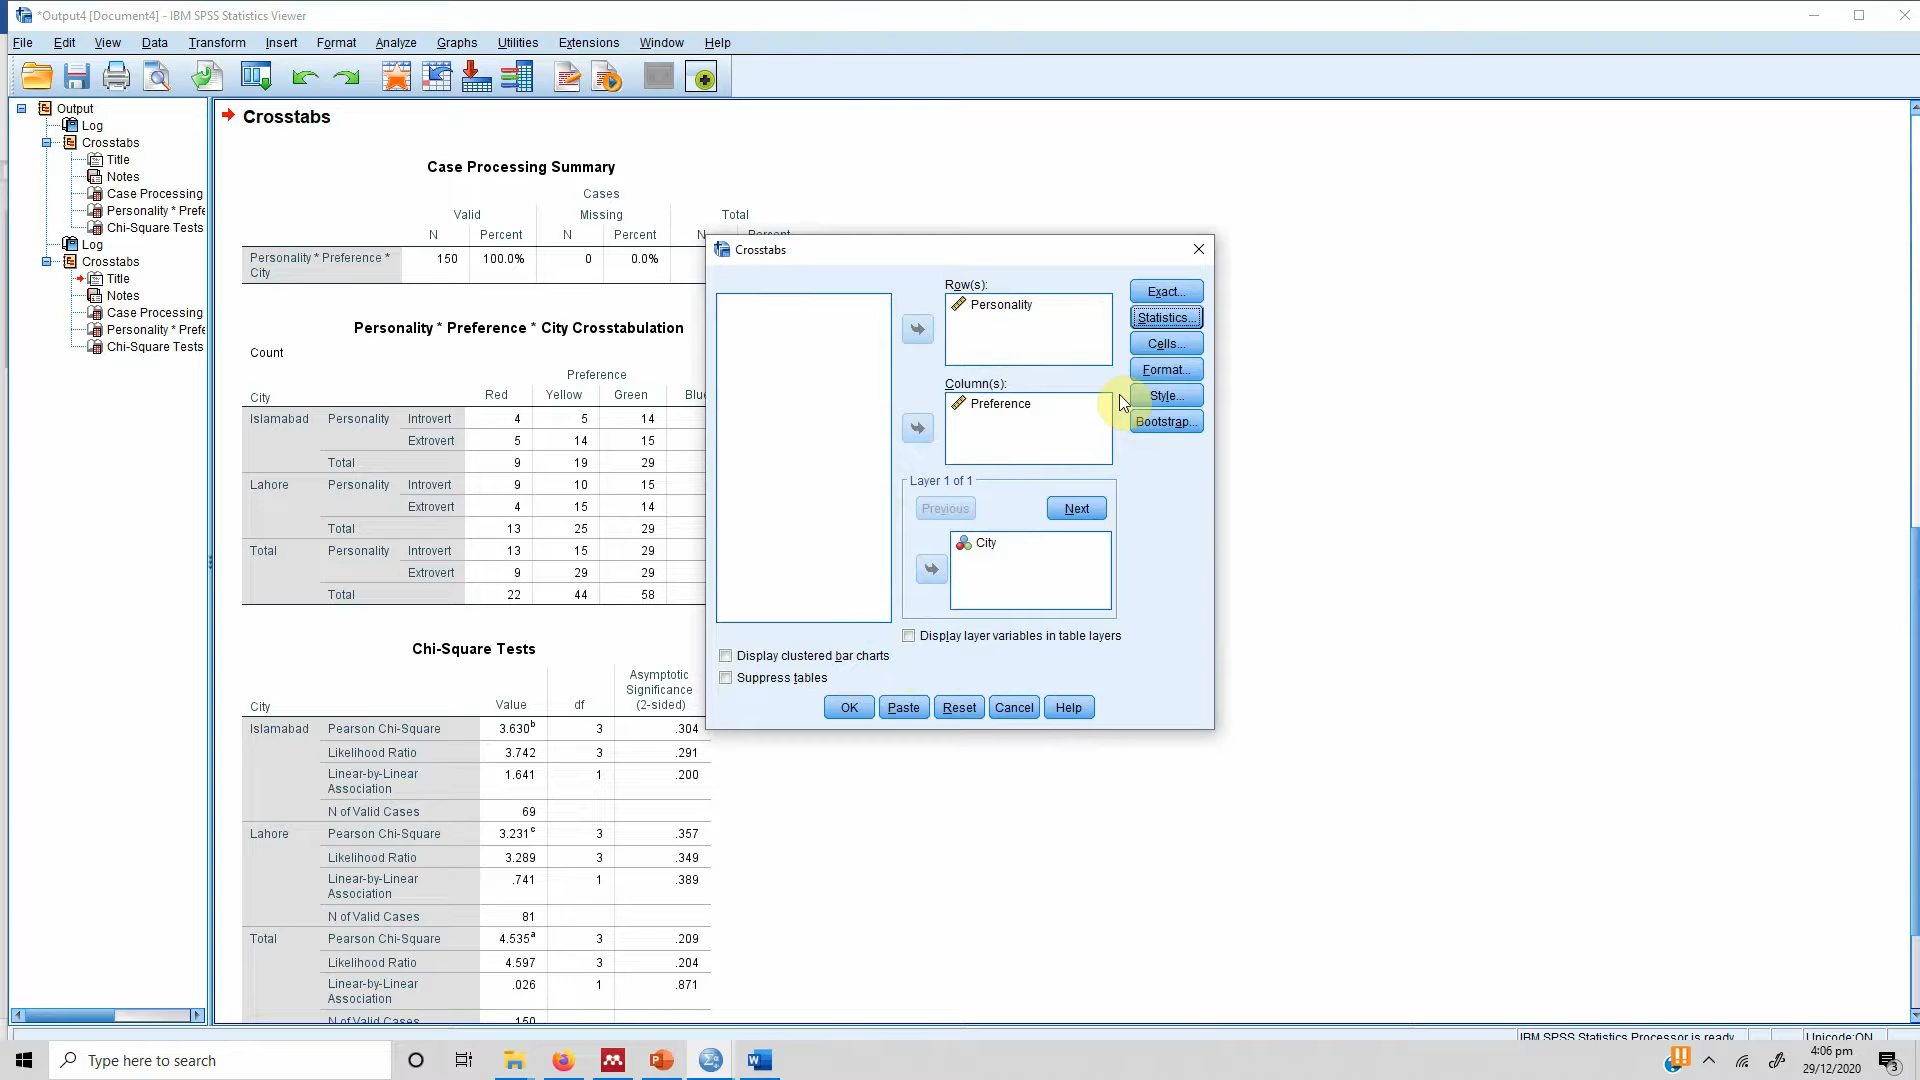 *Output4 [Document4] - IBM SPSS Statistics Viewer
File Edit View Data Transform Insert Format Analyze Graphs Utilities Extensions Window Help
Output
Log
Crosstabs
Title
Notes
Case Processing
Personality * Prefe
Chi-Square Tests
Log
Crosstabs
Title
Notes
Case Processing
Personality * Prefe
Chi-Square Tests
Crosstabs
Case Processing Summary
Cases
Valid Missing Total
N Percent N Percent N Percent
Personality * Preference * City 150 100.0% 0 0.0%
Personality * Preference * City Crosstabulation
Count
Preference
City Red Yellow Green Blue
Islamabad Personality Introvert 4 5 14
Extrovert 5 14 15
Total 9 19 29
Lahore Personality Introvert 9 10 15
Extrovert 4 15 14
Total 13 25 29
Total Personality Introvert 13 15 29
Extrovert 9 29 29
Total 22 44 58
Chi-Square Tests
City Value df Asymptotic Significance (2-sided)
Islamabad Pearson Chi-Square 3.630b 3 .304
Likelihood Ratio 3.742 3 .291
Linear-by-Linear Association 1.641 1 .200
N of Valid Cases 69
Lahore Pearson Chi-Square 3.231c 3 .357
Likelihood Ratio 3.289 3 .349
Linear-by-Linear Association .741 1 .389
N of Valid Cases 81
Total Pearson Chi-Square 4.535a 3 .209
Likelihood Ratio 4.597 3 .204
Linear-by-Linear Association .026 1 .871
N of Valid Cases 150
Crosstabs
Row(s):
Personality
Column(s):
Preference
Layer 1 of 1
Previous Next
City
Display layer variables in table layers
Display clustered bar charts
Suppress tables
Exact...
Statistics...
Cells...
Format...
Style...
Bootstrap...
OK Paste Reset Cancel Help
IBM SPSS Statistics Processor is ready Unicode:ON
Type here to search
4:06 pm
29/12/2020
3